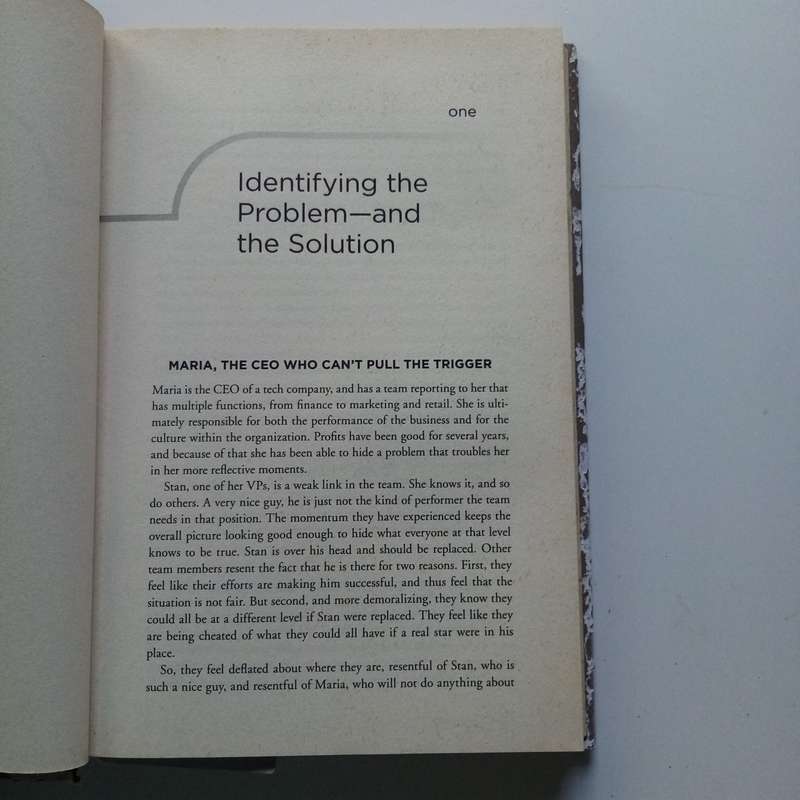 one
Identifying the
Problem—and
the Solution
MARIA, THE CEO WHO CAN'T PULL THE TRIGGER
Maria is the CEO of a tech company, and has a team reporting to her that
has multiple functions, from finance to marketing and retail. She is ulti-
mately responsible for both the performance of the business and for the
culture within the organization. Profits have been good for several years,
and because of that she has been able to hide a problem that troubles her
in her more reflective moments.
Stan, one of her VPs, is a weak link in the team. She knows it, and so
do others. A very nice guy, he is just not the kind of performer the team
needs in that position. The momentum they have experienced keeps the
overall picture looking good enough to hide what everyone at that level
knows to be true. Stan is over his head and should be replaced. Other
team members resent the fact that he is there for two reasons. First, they
feel like their efforts are making him successful, and thus feel that the
situation is not fair. But second, and more demoralizing, they know they
could all be at a different level if Stan were replaced. They feel like they
are being cheated of what they could all have if a real star were in his
place.
So, they feel deflated about where they are, resentful of Stan, who is
such a nice guy, and resentful of Maria, who will not do anything about